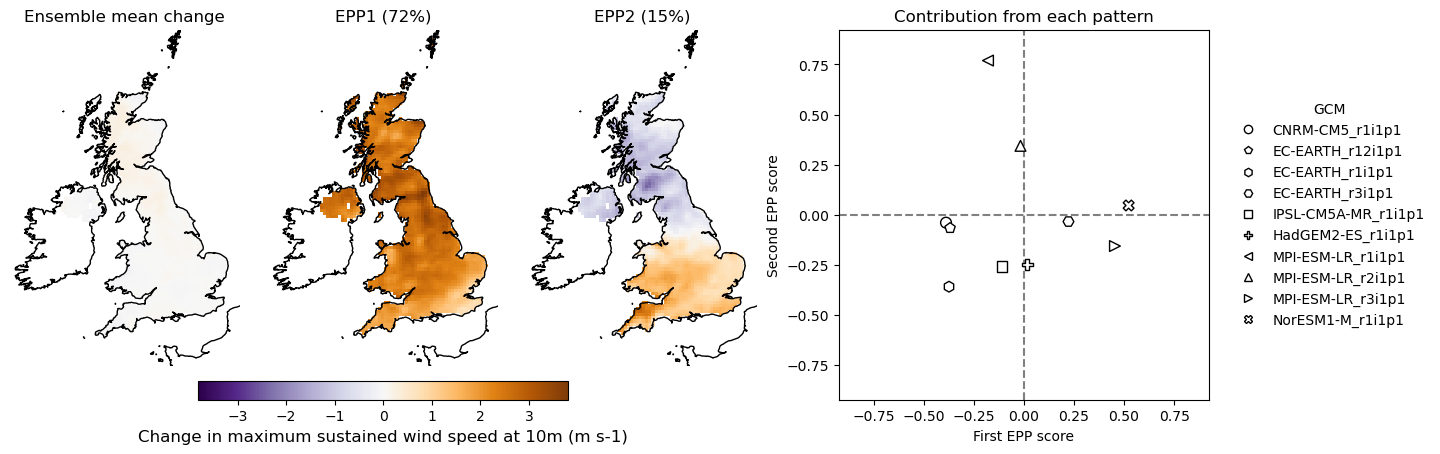 Ensemble mean change
EPP1 (72%)
EPP2 (15%)
−3 −2 −1 0 1 2 3
Change in maximum sustained wind speed at 10m (m s-1)
Contribution from each pattern
Second EPP score
0.75
0.50
0.25
0.00
−0.25
−0.50
−0.75
−0.75 −0.50 −0.25 0.00 0.25 0.50 0.75
First EPP score
GCM
CNRM-CM5_r1i1p1
EC-EARTH_r12i1p1
EC-EARTH_r1i1p1
EC-EARTH_r3i1p1
IPSL-CM5A-MR_r1i1p1
HadGEM2-ES_r1i1p1
MPI-ESM-LR_r1i1p1
MPI-ESM-LR_r2i1p1
MPI-ESM-LR_r3i1p1
NorESM1-M_r1i1p1